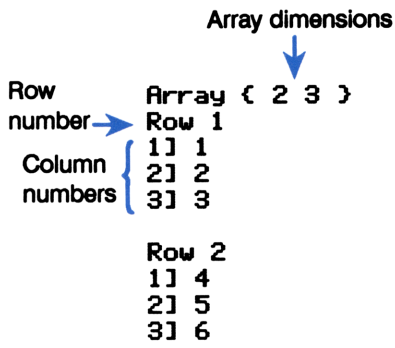 Array dimensions
Row number
Array { 2 3 }
Row 1
Column numbers
1] 1
2] 2
3] 3
Row 2
1] 4
2] 5
3] 6